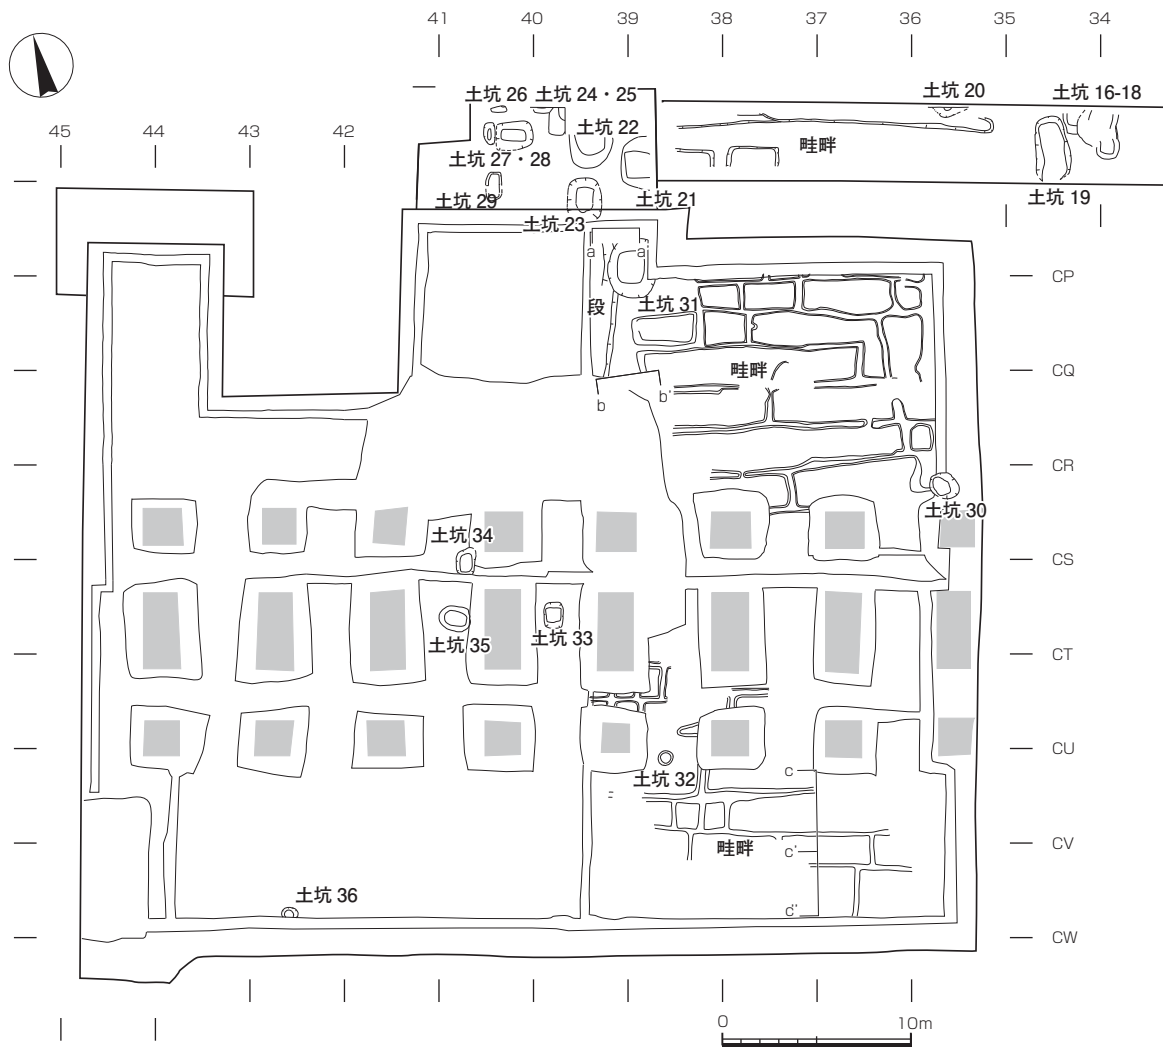 41 40 39 38 37 36 35 34
土坑 26 土坑 24・25
土坑 20 土坑 16-18
土坑 22
45 44 43 42
畦畔
土坑 27・28
土坑 29
土坑 21
土坑 19
土坑 23
a a'
CP
段 土坑 31
畦畔
CQ
b b'
CR
土坑 30
土坑 34
CS
土坑 35 土坑 33
CT
CU
土坑 32
c
畦畔
c'
CV
土坑 36
c''
CW
0 10m